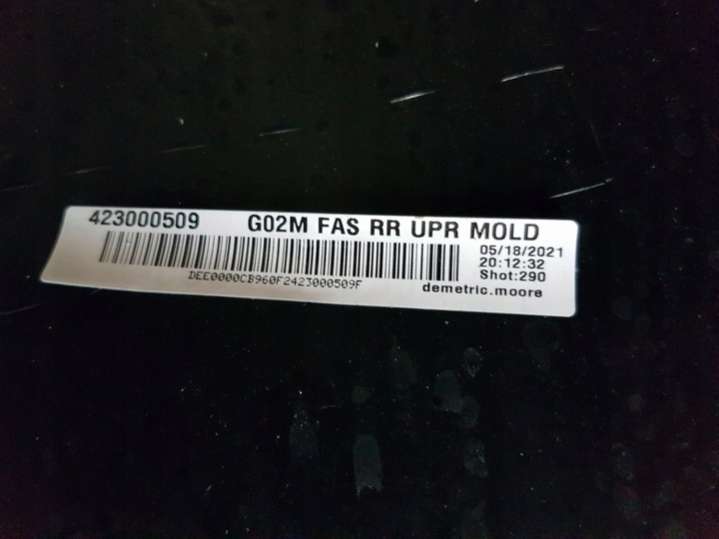 423000509 G02M FAS RR UPR MOLD
05/18/2021
20:12:32
Shot:290
DEE0000CB960F2423000509F
demetric.moore